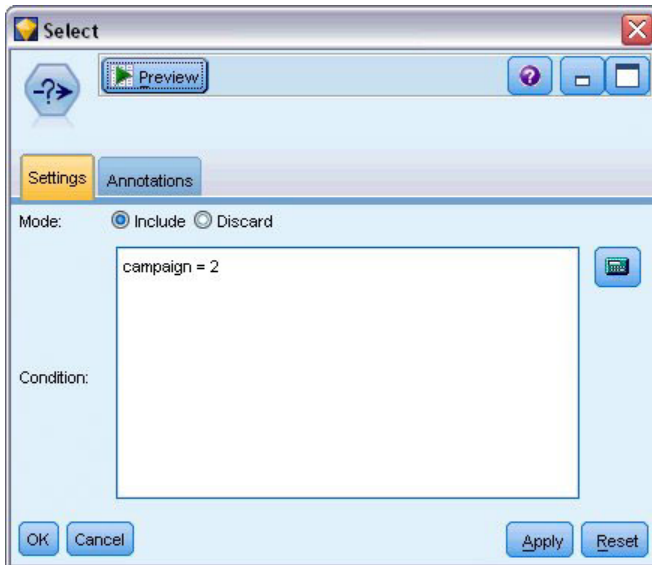 Select
Preview
Settings Annotations
Mode: Include Discard
campaign = 2
Condition:
OK Cancel Apply Reset